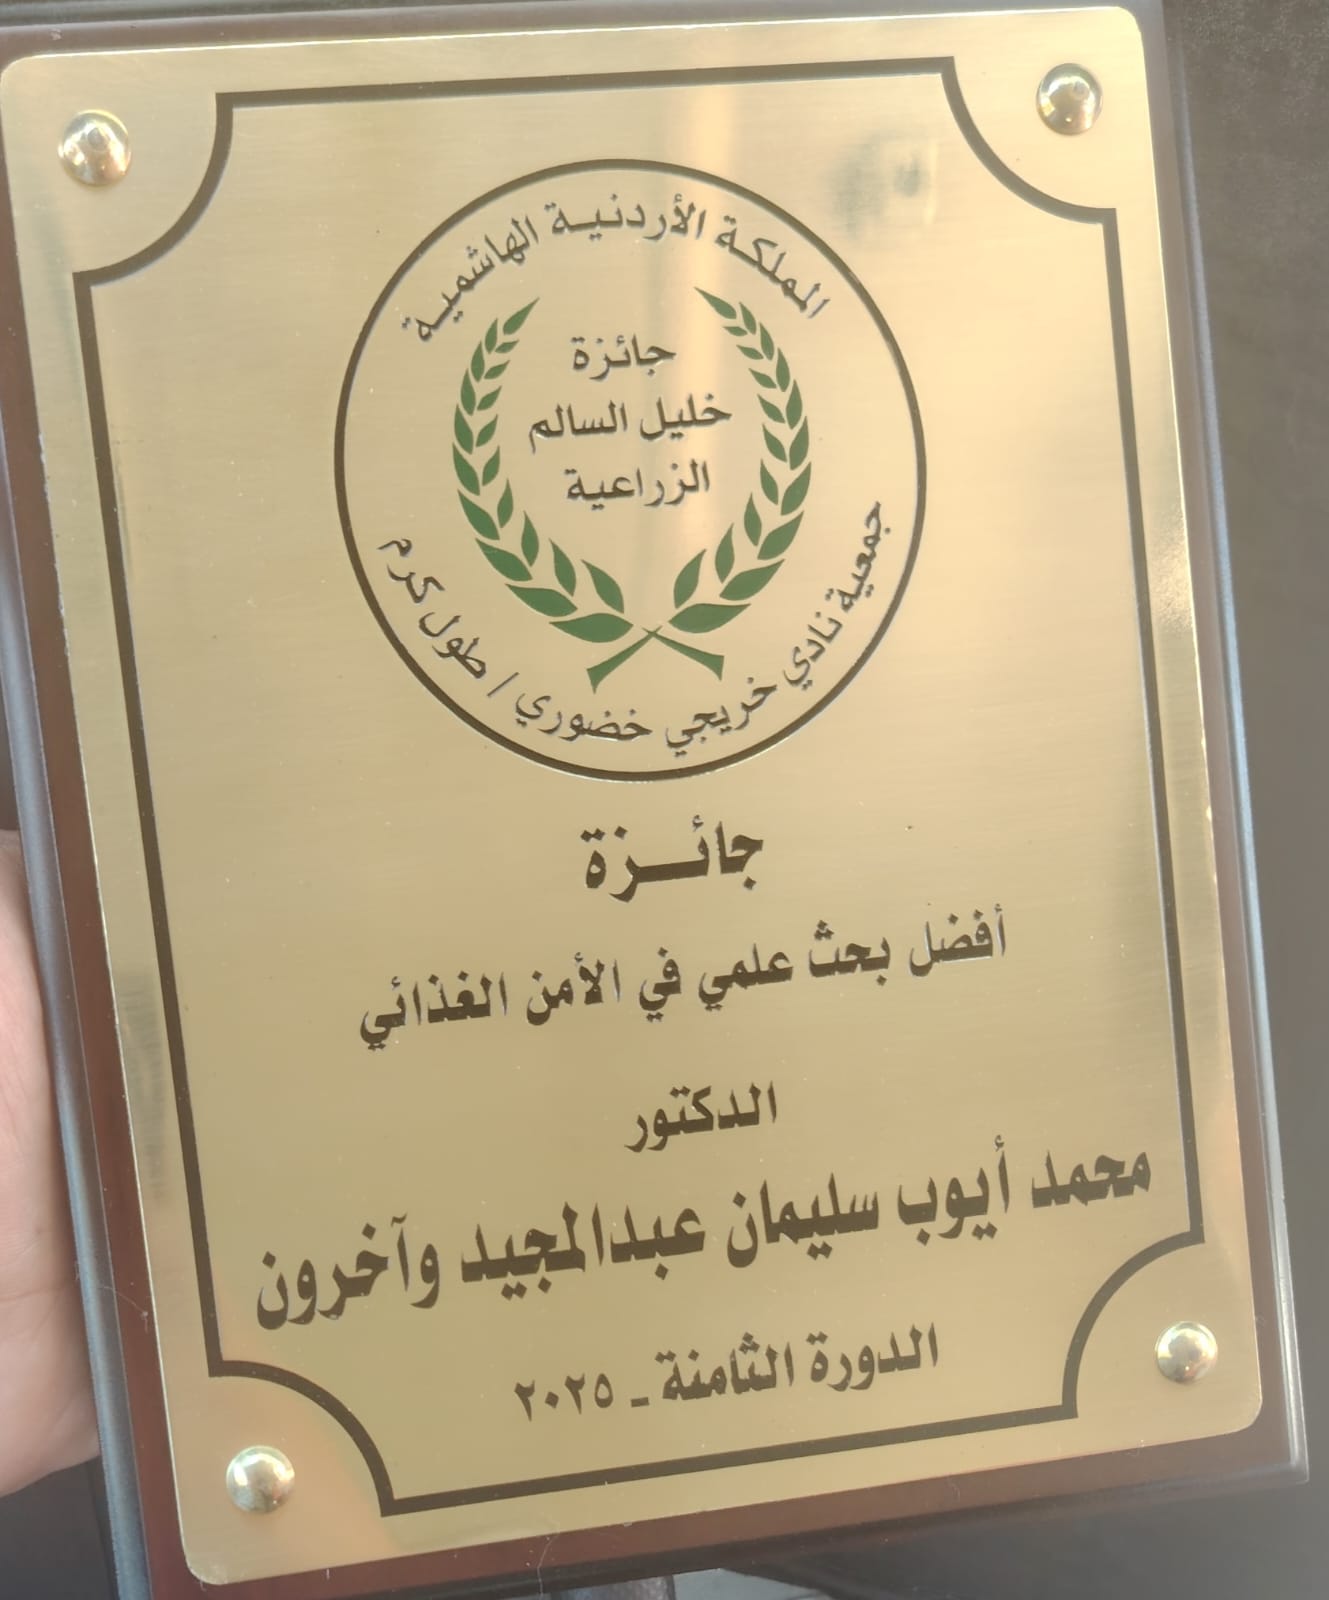 المملكة الأردنية الهاشمية
جائزة
خليل السالم
الزراعية
جمعية نادي خريجي خضوري / طول كرم
جائـــزة
أفضل بحث علمي في الأمن الغذائي
الدكتور
محمد أيوب سليمان عبدالمجيد وآخرون
الدورة الثامنة ـ ٢٠٢٥